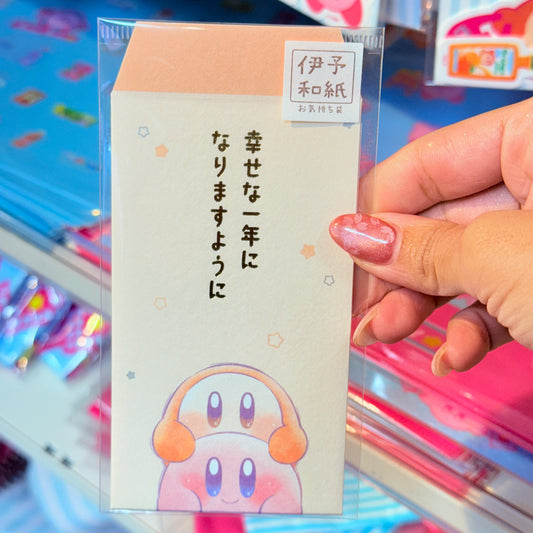 伊予
和紙
お気持ち袋
幸せな一年に
なりますように